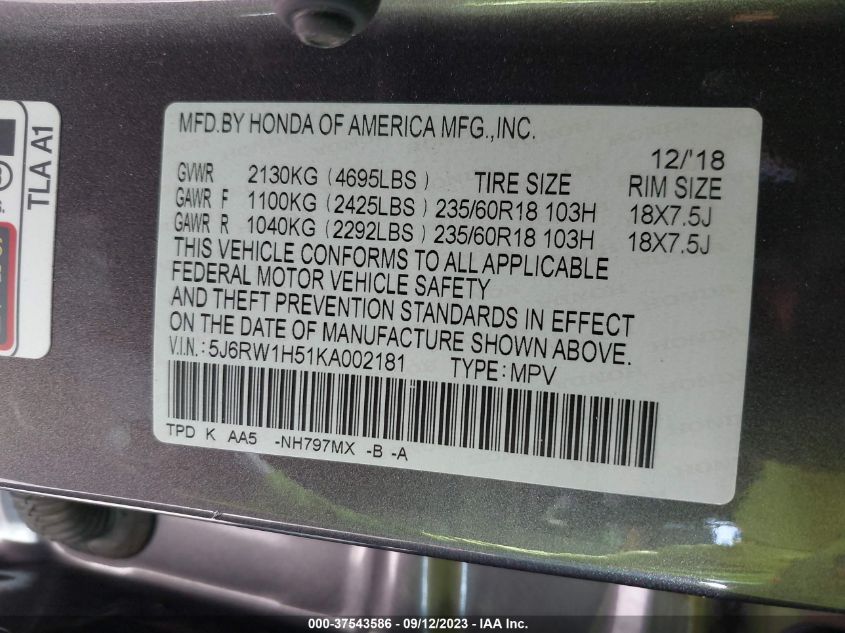 MFD.BY HONDA OF AMERICA MFG.,INC.
12/'18
GVWR 2130KG (4695LBS) TIRE SIZE RIM SIZE
GAWR F 1100KG (2425LBS) 235/60R18 103H 18X7.5J
GAWR R 1040KG (2292LBS) 235/60R18 103H 18X7.5J
THIS VEHICLE CONFORMS TO ALL APPLICABLE
FEDERAL MOTOR VEHICLE SAFETY
AND THEFT PREVENTION STANDARDS IN EFFECT
ON THE DATE OF MANUFACTURE SHOWN ABOVE.
V.I.N.: 5J6RW1H51KA002181 TYPE:MPV
TPD K AA5 -NH797MX -B -A
TLA A1
000-37543586 - 09/12/2023 - IAA Inc.